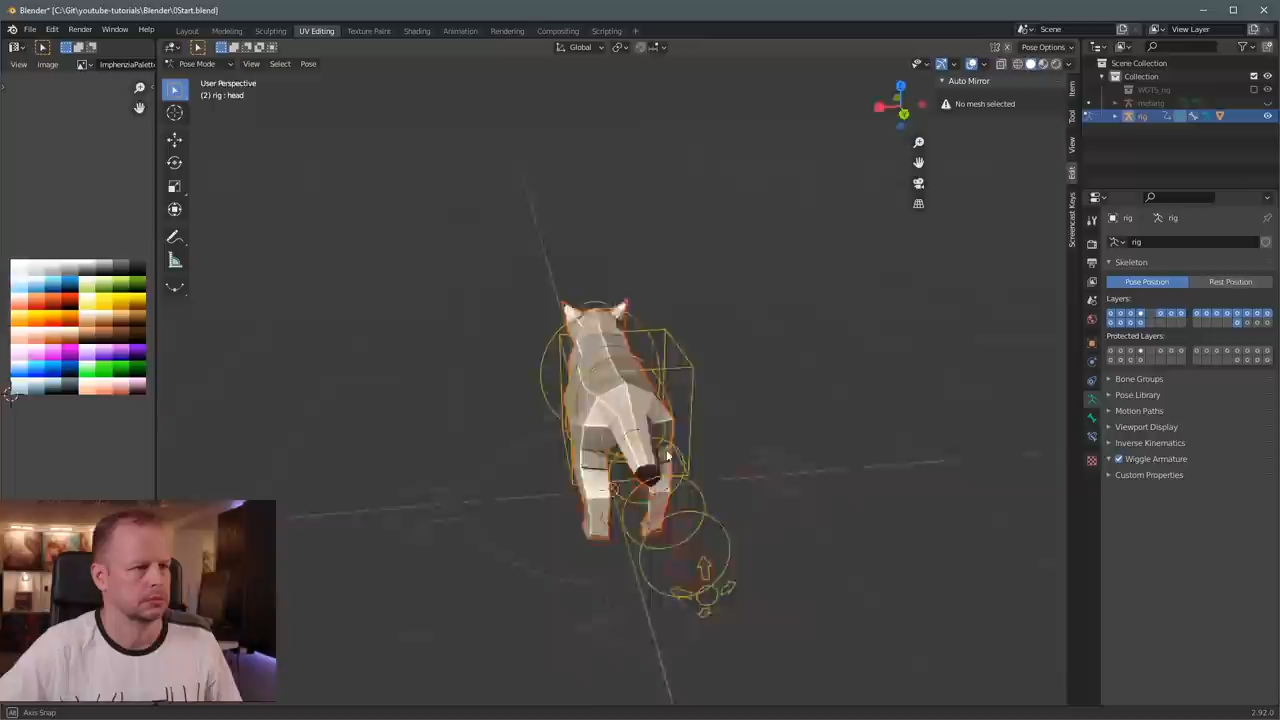 Blender* [C:\Git\youtube-tutorials\Blender\0Start.blend]
File Edit Render Window Help
Layout Modeling Sculpting UV Editing Texture Paint Shading Animation Rendering Compositing Scripting +
Scene
View Layer
Global
Pose Options
View Image
ImphenziaPalett
Pose Mode View Select Pose
User Perspective
(2) rig : head
Auto Mirror
No mesh selected
Item
Tool
View
Edit
Screencast Keys
Scene Collection
Collection
WGTS_rig
metarig
rig
rig rig
rig
Skeleton
Pose Position Rest Position
Layers:
Protected Layers:
Bone Groups
Pose Library
Motion Paths
Viewport Display
Inverse Kinematics
Wiggle Armature
Custom Properties
Alt Axis Snap
2.92.0